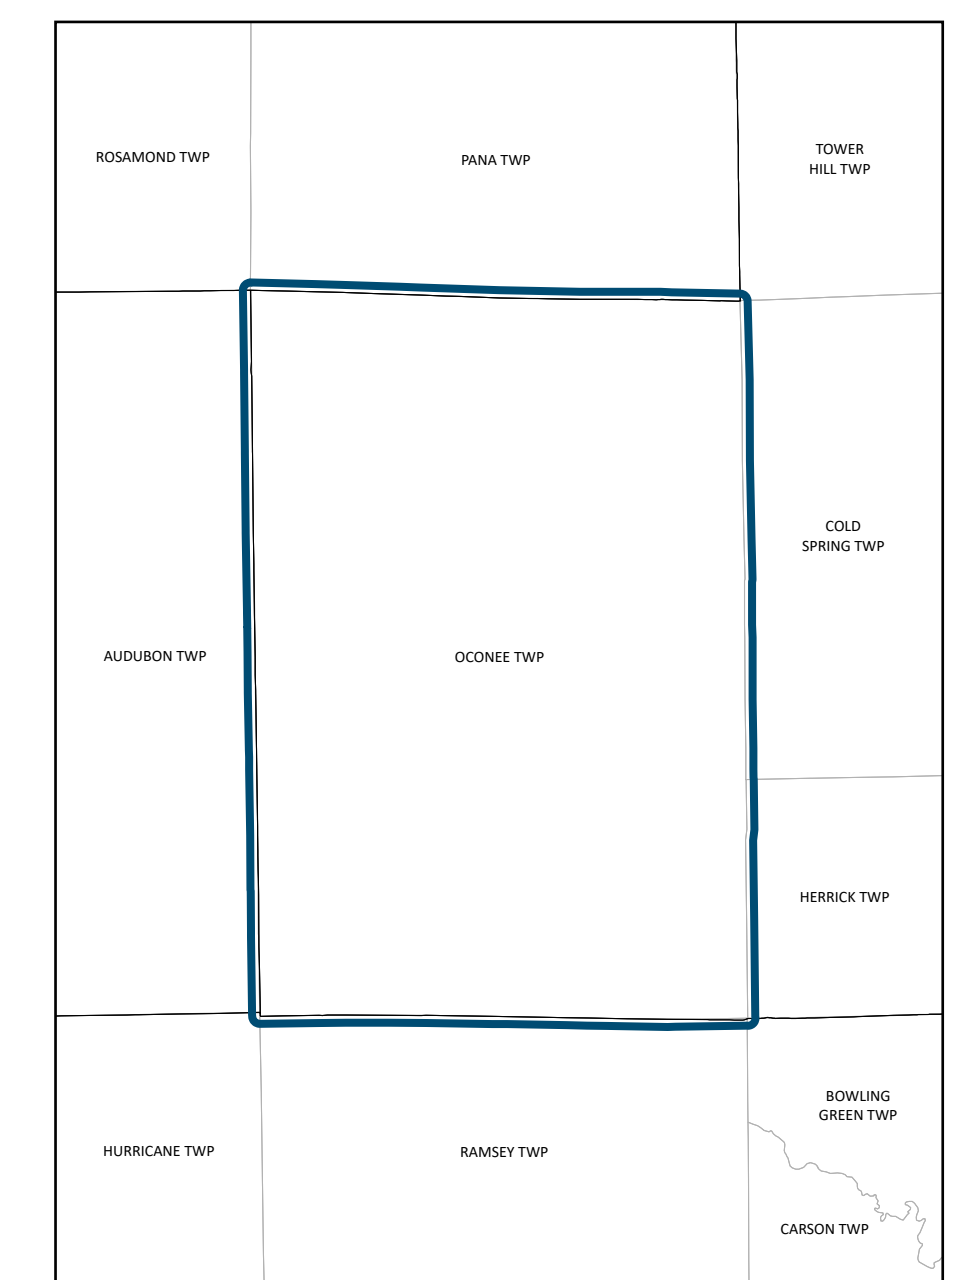 ROSAMOND TWP
PANA TWP
TOWER
HILL TWP
COLD
SPRING TWP
AUDUBON TWP
OCONEE TWP
HERRICK TWP
BOWLING
GREEN TWP
HURRICANE TWP
RAMSEY TWP
CARSON TWP